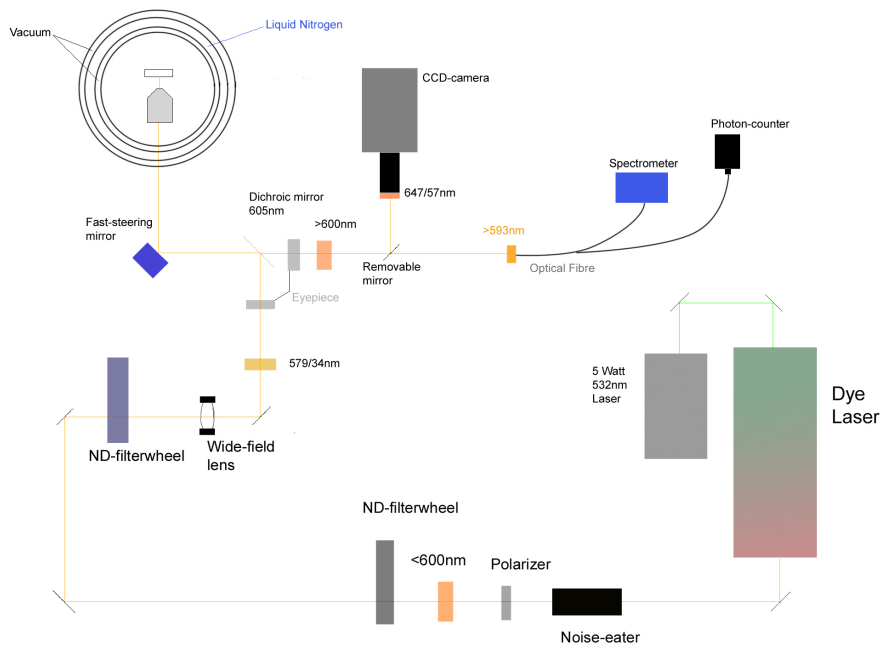 Liquid Nitrogen
Vacuum
CCD-camera
Photon-counter
Spectrometer
Dichroic mirror
605nm
647/57nm
Fast-steering
mirror
>600nm
>593nm
Removable
mirror
Optical Fibre
Eyepiece
579/34nm
5 Watt
532nm
Laser
Dye
Laser
Wide-field
lens
ND-filterwheel
ND-filterwheel
<600nm
Polarizer
Noise-eater